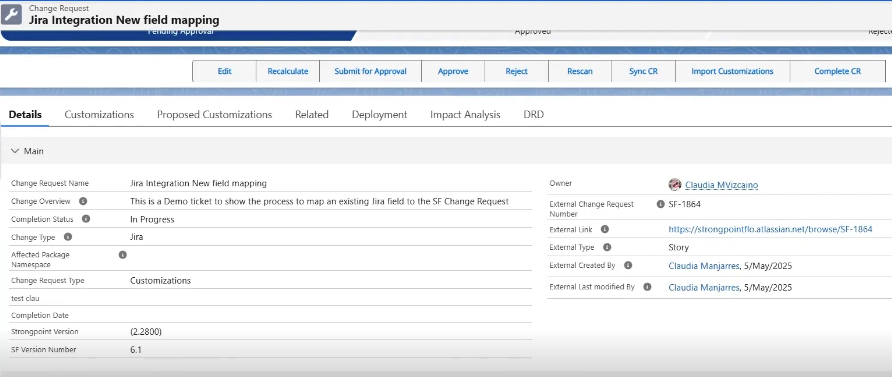 Change Request
Jira Integration New field mapping
Pending Approval
Approved
Edit
Recalculate
Submit for Approval
Approve
Reject
Rescan
Sync CR
Import Customizations
Complete CR
Details
Customizations
Proposed Customizations
Related
Deployment
Impact Analysis
DRD
Main
Change Request Name Jira Integration New field mapping
Change Overview This is a Demo ticket to show the process to map an existing Jira field to the SF Change Request
Completion Status In Progress
Change Type Jira
Affected Package
Namespace
Change Request Type Customizations
test clau
Completion Date
Strongpoint Version (2.2800)
SF Version Number 6.1
Owner Claudia MVizcaino
External Change Request
Number SF-1864
External Link https://strongpointflo.atlassian.net/browse/SF-1864
External Type Story
External Created By Claudia Manjarres, 5/May/2025
External Last modified By Claudia Manjarres, 5/May/2025